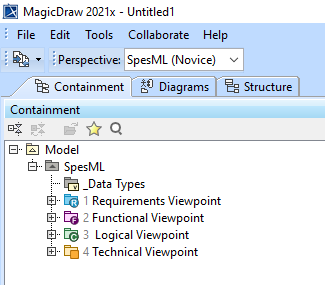 MagicDraw 2021x - Untitled1
File Edit Tools Collaborate Help
Perspective: SpesML (Novice)
Containment Diagrams Structure
Containment
Model
SpesML
_Data Types
R 1 Requirements Viewpoint
F 2 Functional Viewpoint
C 3 Logical Viewpoint
4 Technical Viewpoint